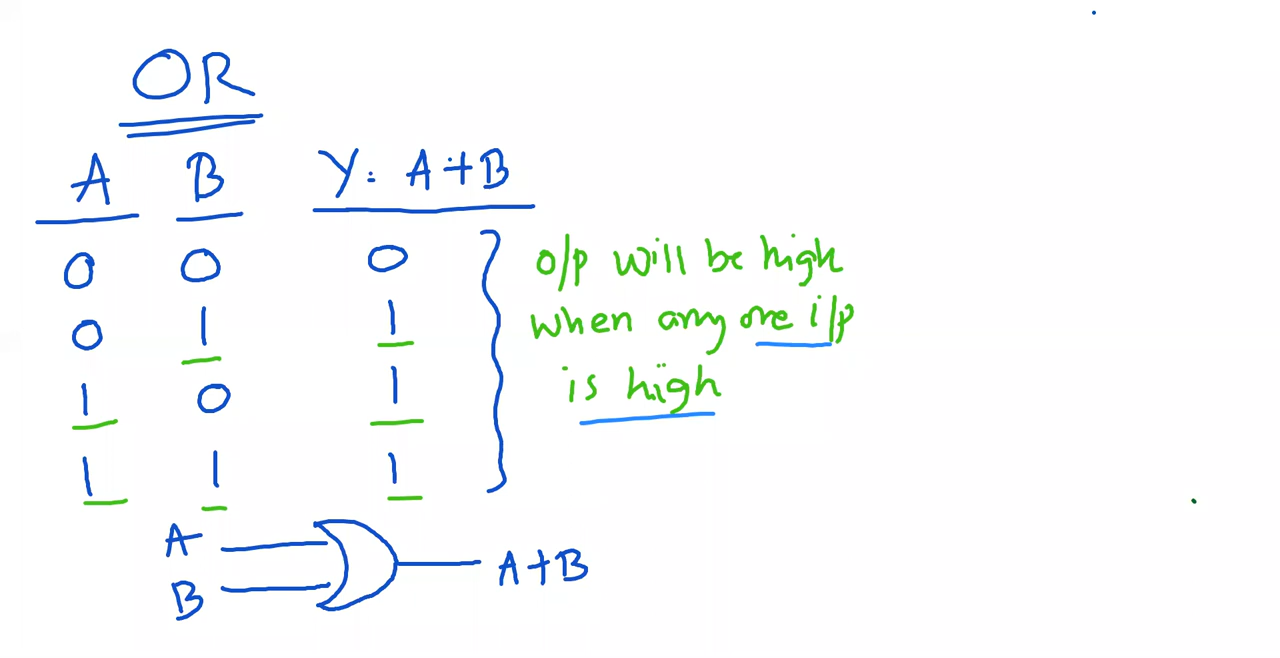 OR
A B Y = A+B
0 0 0
0 1 1
1 0 1
1 1 1
o/p will be high
when any one i/p
is high
A
B
A+B